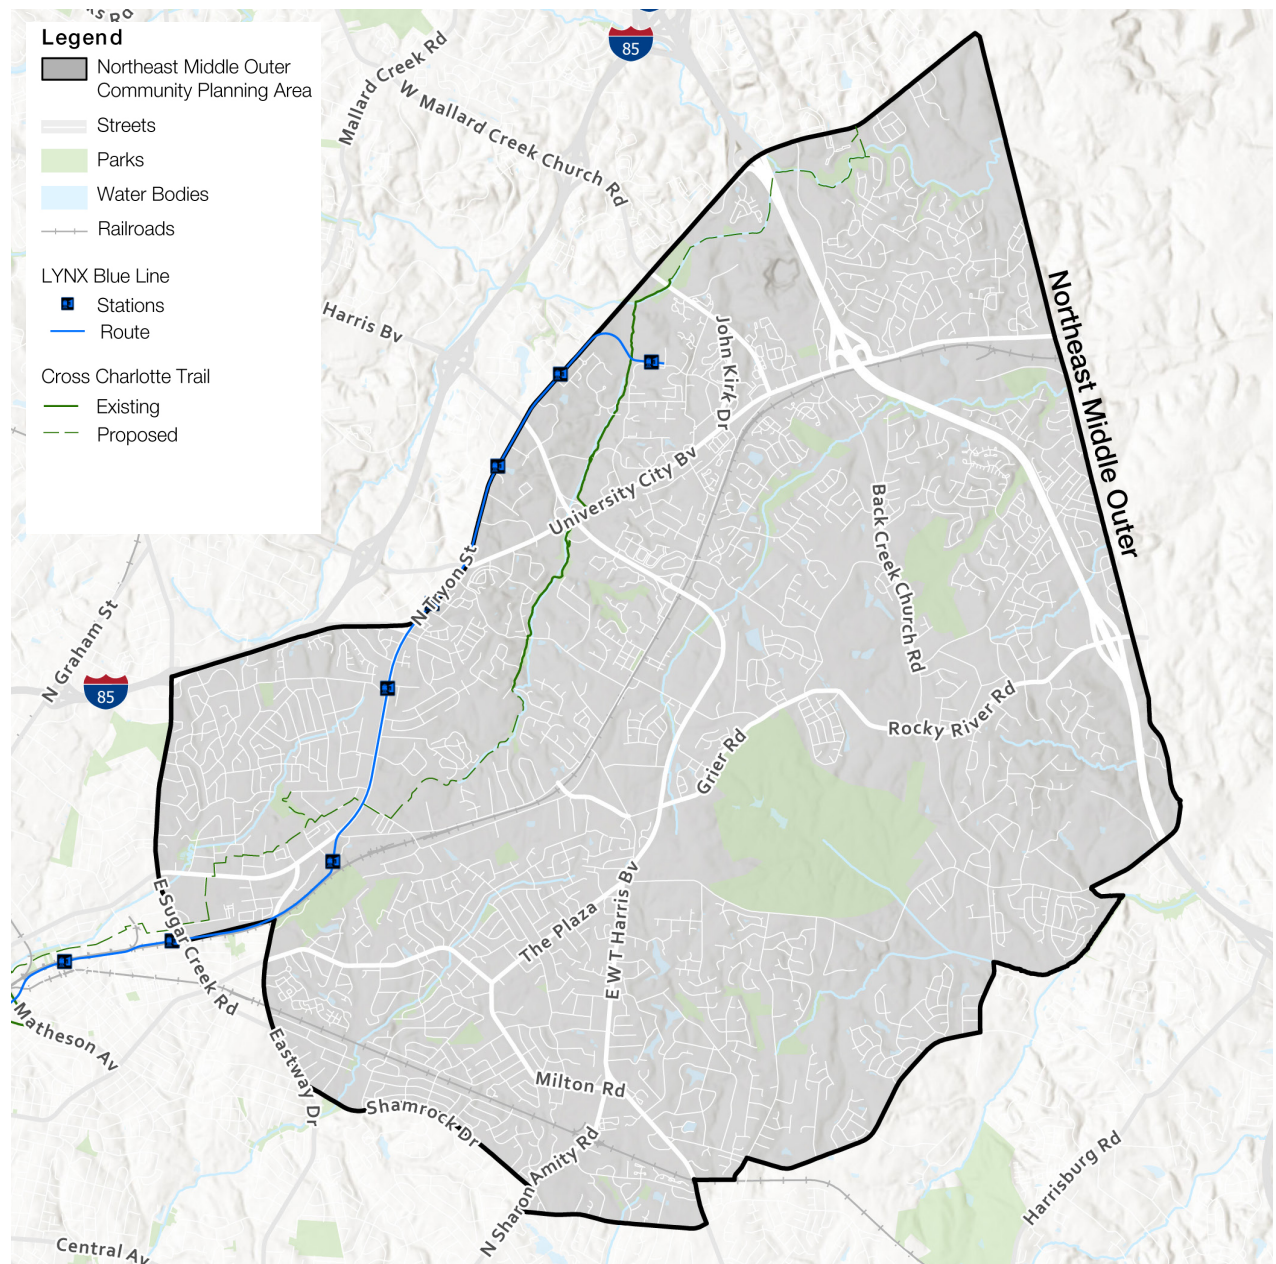 Legend
Northeast Middle Outer
Community Planning Area
Streets
Parks
Water Bodies
Railroads
LYNX Blue Line
Stations
Route
Cross Charlotte Trail
Existing
Proposed
85
Mallard Creek Rd
W Mallard Creek Church Rd
Harris Bv
John Kirk Dr
Northeast Middle Outer
University City Bv
Back Creek Church Rd
N Tryon St
N Graham St
85
Rocky River Rd
Grier Rd
E Sugar Creek Rd
The Plaza
E W T Harris Bv
Matheson Av
Eastway Dr
Milton Rd
Shamrock Dr
N Sharon Amity Rd
Harrisburg Rd
Central Av